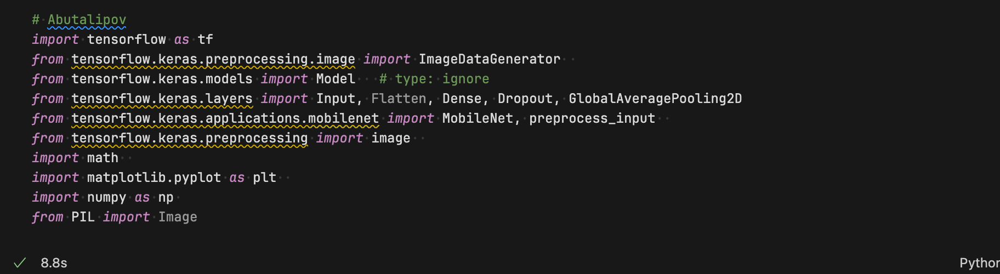 # Abutalipov
import tensorflow as tf
from tensorflow.keras.preprocessing.image import ImageDataGenerator
from tensorflow.keras.models import Model   # type: ignore
from tensorflow.keras.layers import Input, Flatten, Dense, Dropout, GlobalAveragePooling2D
from tensorflow.keras.applications.mobilenet import MobileNet, preprocess_input
from tensorflow.keras.preprocessing import image
import math
import matplotlib.pyplot as plt
import numpy as np
from PIL import Image
8.8s Python